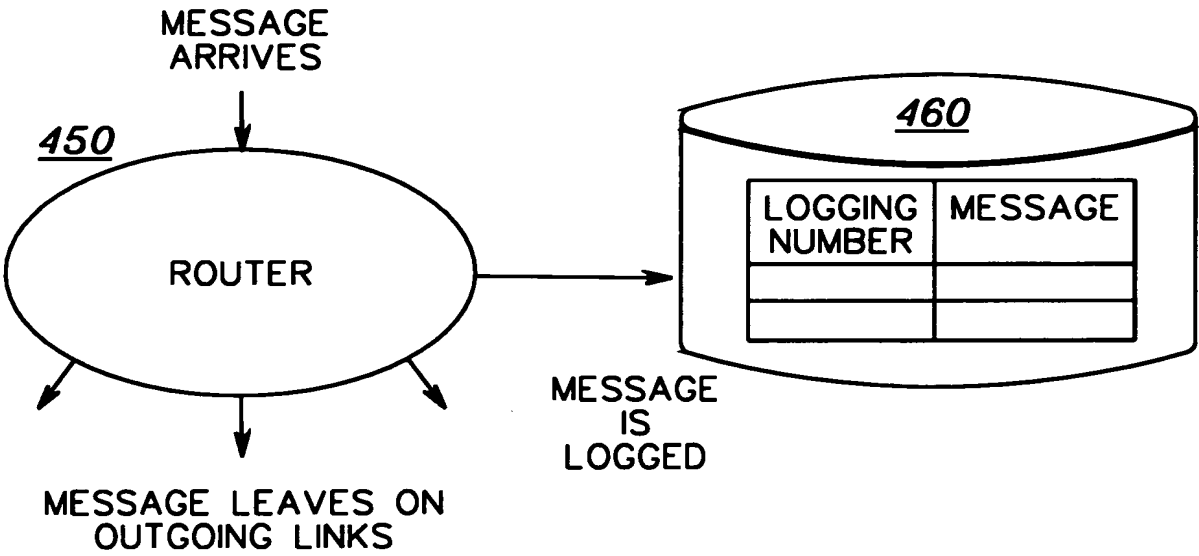 MESSAGE
ARRIVES
450
ROUTER
MESSAGE LEAVES ON
OUTGOING LINKS
MESSAGE
IS
LOGGED
460
LOGGING
NUMBER
MESSAGE